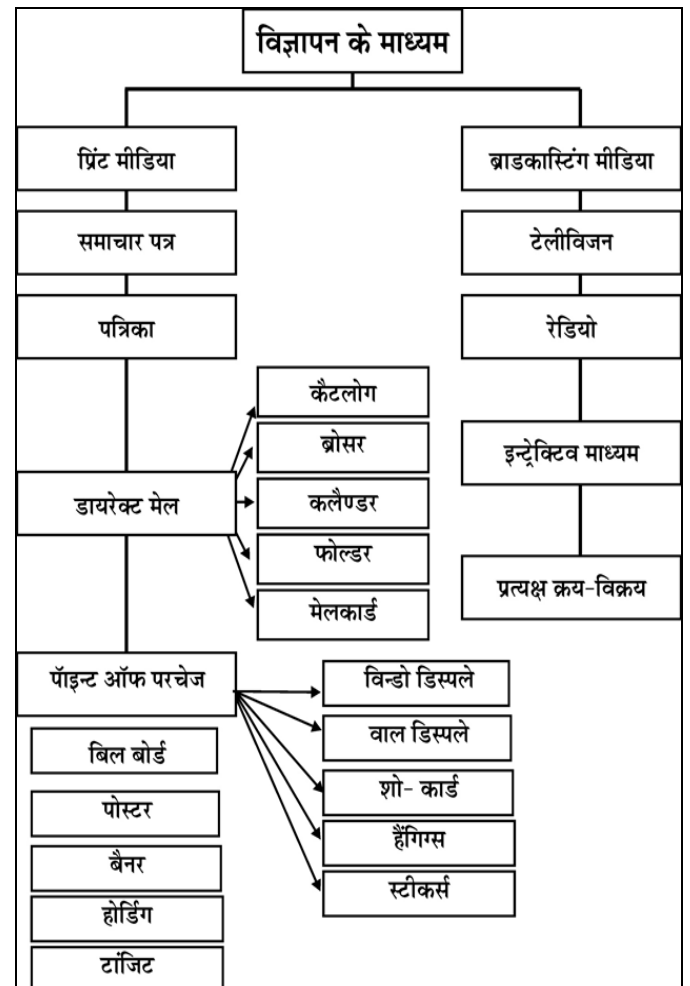 विज्ञापन के माध्यम
प्रिंट मीडिया
ब्राडकास्टिंग मीडिया
समाचार पत्र
टेलीविजन
पत्रिका
रेडियो
कैटलोग
ब्रोसर
इन्ट्रेक्टिव माध्यम
डायरेक्ट मेल
कलैण्डर
फोल्डर
प्रत्यक्ष क्रय-विक्रय
मेलकार्ड
पॅाइन्ट ऑफ परचेज
विन्डो डिस्पले
वाल डिस्पले
बिल बोर्ड
शो- कार्ड
पोस्टर
हैंगिग्स
बैनर
स्टीकर्स
होर्डिग
टांजिट